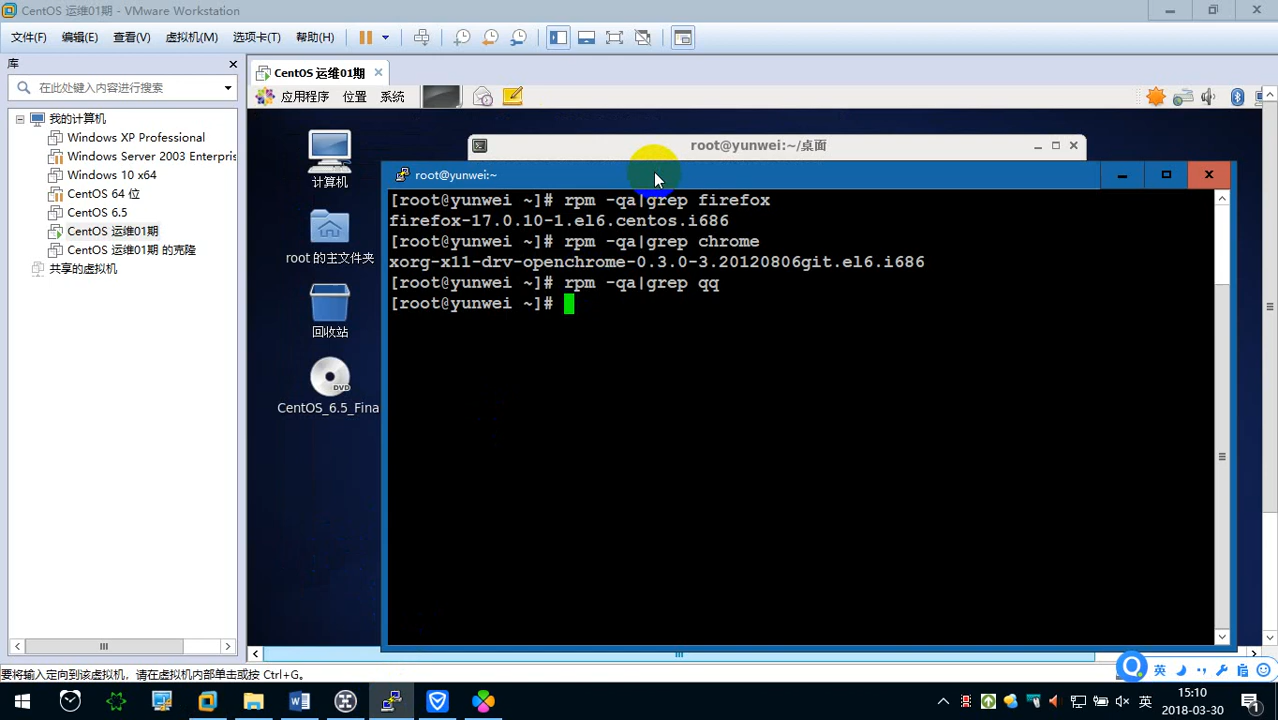 CentOS 运维01期 - VMware Workstation
文件(F) 编辑(E) 查看(V) 虚拟机(M) 选项卡(T) 帮助(H)
库
在此处键入内容进行搜索
我的计算机
Windows XP Professional
Windows Server 2003 Enterpris
Windows 10 x64
CentOS 64 位
CentOS 6.5
CentOS 运维01期
CentOS 运维01期 的克隆
共享的虚拟机
CentOS 运维01期
应用程序 位置 系统
计算机
root 的主文件夹
回收站
DVD
CentOS_6.5_Fina
root@yunwei:~/桌面
root@yunwei:~
[root@yunwei ~]# rpm -qa|grep firefox
firefox-17.0.10-1.el6.centos.i686
[root@yunwei ~]# rpm -qa|grep chrome
xorg-x11-drv-openchrome-0.3.0-3.20120806git.el6.i686
[root@yunwei ~]# rpm -qa|grep qq
[root@yunwei ~]#
要将输入定向到该虚拟机，请在虚拟机内部单击或按 Ctrl+G。
英
英
15:10
2018-03-30
1